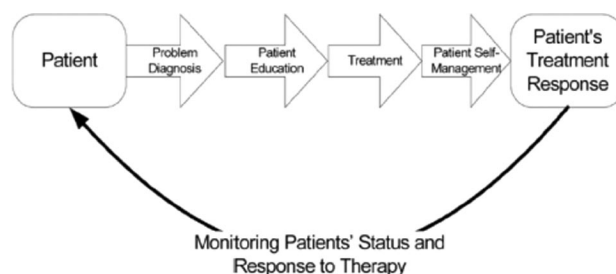 Patient
Problem
Diagnosis
Patient
Education
Treatment
Patient Self-
Management
Patient's
Treatment
Response
Monitoring Patients' Status and
Response to Therapy